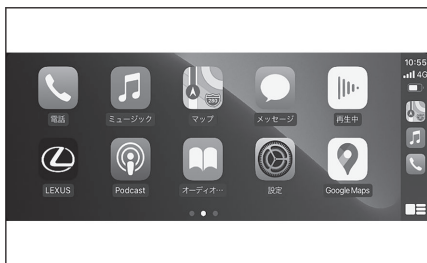 10:55
4G
280
電話
ミュージック
マップ
メッセージ
再生中
LEXUS
Podcast
オーディオ…
設定
Google Maps